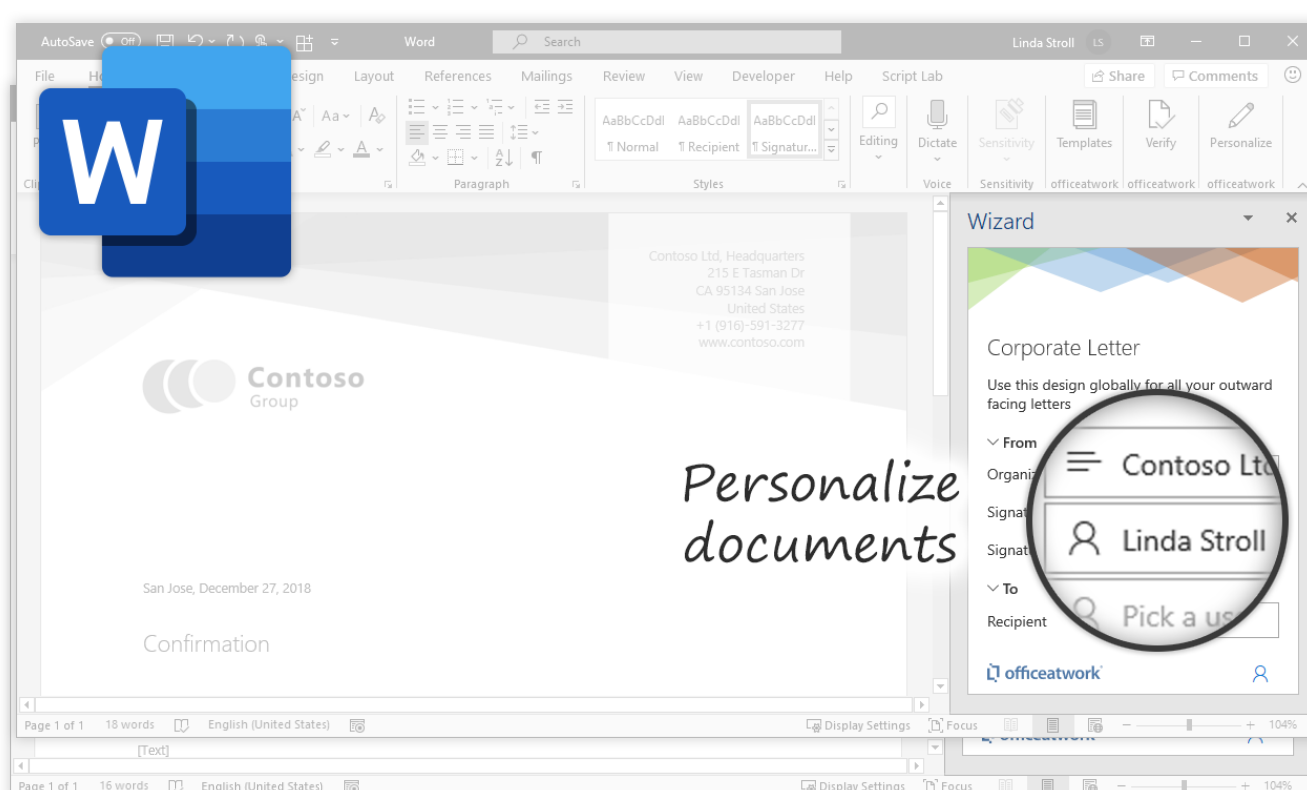 AutoSave Off Word Search Linda Stroll LS
File Layout References Mailings Review View Developer Help Script Lab Share Comments
AaBbCcDdI AaBbCcDdI AaBbCcDdI
¶ Normal ¶ Recipient ¶ Signatur...
Editing Dictate Sensitivity Templates Verify Personalize
Paragraph Styles Voice Sensitivity officeatwork officeatwork officeatwork
W
Contoso Ltd, Headquarters
215 E Tasman Dr
CA 95134 San Jose
United States
+1 (916)-591-3277
www.contoso.com
Contoso
Group
San Jose, December 27, 2018
Confirmation
Personalize
documents
Wizard
Corporate Letter
Use this design globally for all your outward
facing letters
From
Contoso Ltd
Linda Stroll
To
Recipient
Pick a
officeatwork
Page 1 of 1 18 words English (United States) Display Settings Focus 104%
[Text]
Page 1 of 1 16 words English (United States) Display Settings Focus 104%